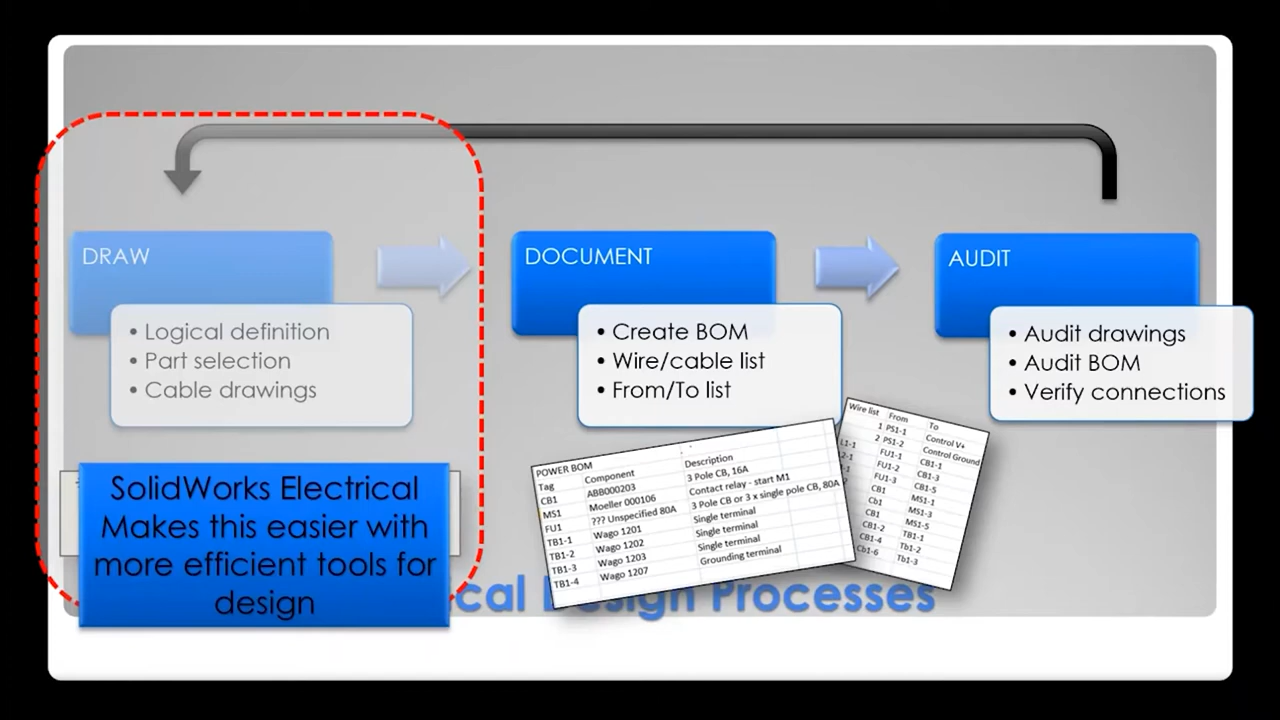 DRAW
• Logical definition
• Part selection
• Cable drawings
DOCUMENT
• Create BOM
• Wire/cable list
• From/To list
AUDIT
• Audit drawings
• Audit BOM
• Verify connections
SolidWorks Electrical
Makes this easier with
more efficient tools for
design
POWER BOM
Tag Component Description
CB1 ABB000203 3 Pole CB, 16A
MS1 Moeller 000106 Contact relay - start M1
FU1 ??? Unspecified 80A 3 Pole CB or 3 x single pole CB, 80A
TB1-1 Wago 1201 Single terminal
TB1-2 Wago 1202 Single terminal
TB1-3 Wago 1203 Single terminal
TB1-4 Wago 1207 Grounding terminal
Wire list From To
1 PS1-1 Control V+
2 PS1-2 Control Ground
L1-1 FU1-1 CB1-1
2-1 FU1-2 CB1-3
-1 FU1-3 CB1-5
CB1 MS1-1
Cb1 MS1-3
CB1 MS1-5
CB1-2 TB1-1
CB1-4 Tb1-2
Cb1-6 Tb1-3
Design Processes